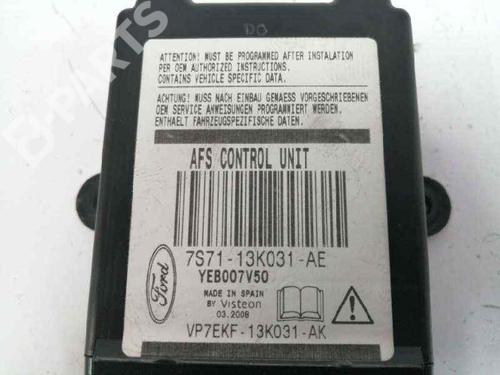 DO
ATTENTION! MUST BE PROGRAMMED AFTER INSTALATION
PER OEM AUTHORIZED INSTRUCTIONS.
CONTAINS VEHICLE SPECIFIC DATA.
ACHTUNG! MUSS NACH EINBAU GEMAESS VORGESCHRIEBENEN
OEM SERVICE ANWEISUNGEN PROGRAMMIERT WERDEN.
ENTHAELT FAHRZEUGSPEZIFISCHE DATEN.
AFS CONTROL UNIT
7S71-13K031-AE
YEB007V50
Ford
MADE IN SPAIN
BY Visteon
03.2008
VP7EKF-13K031-AK